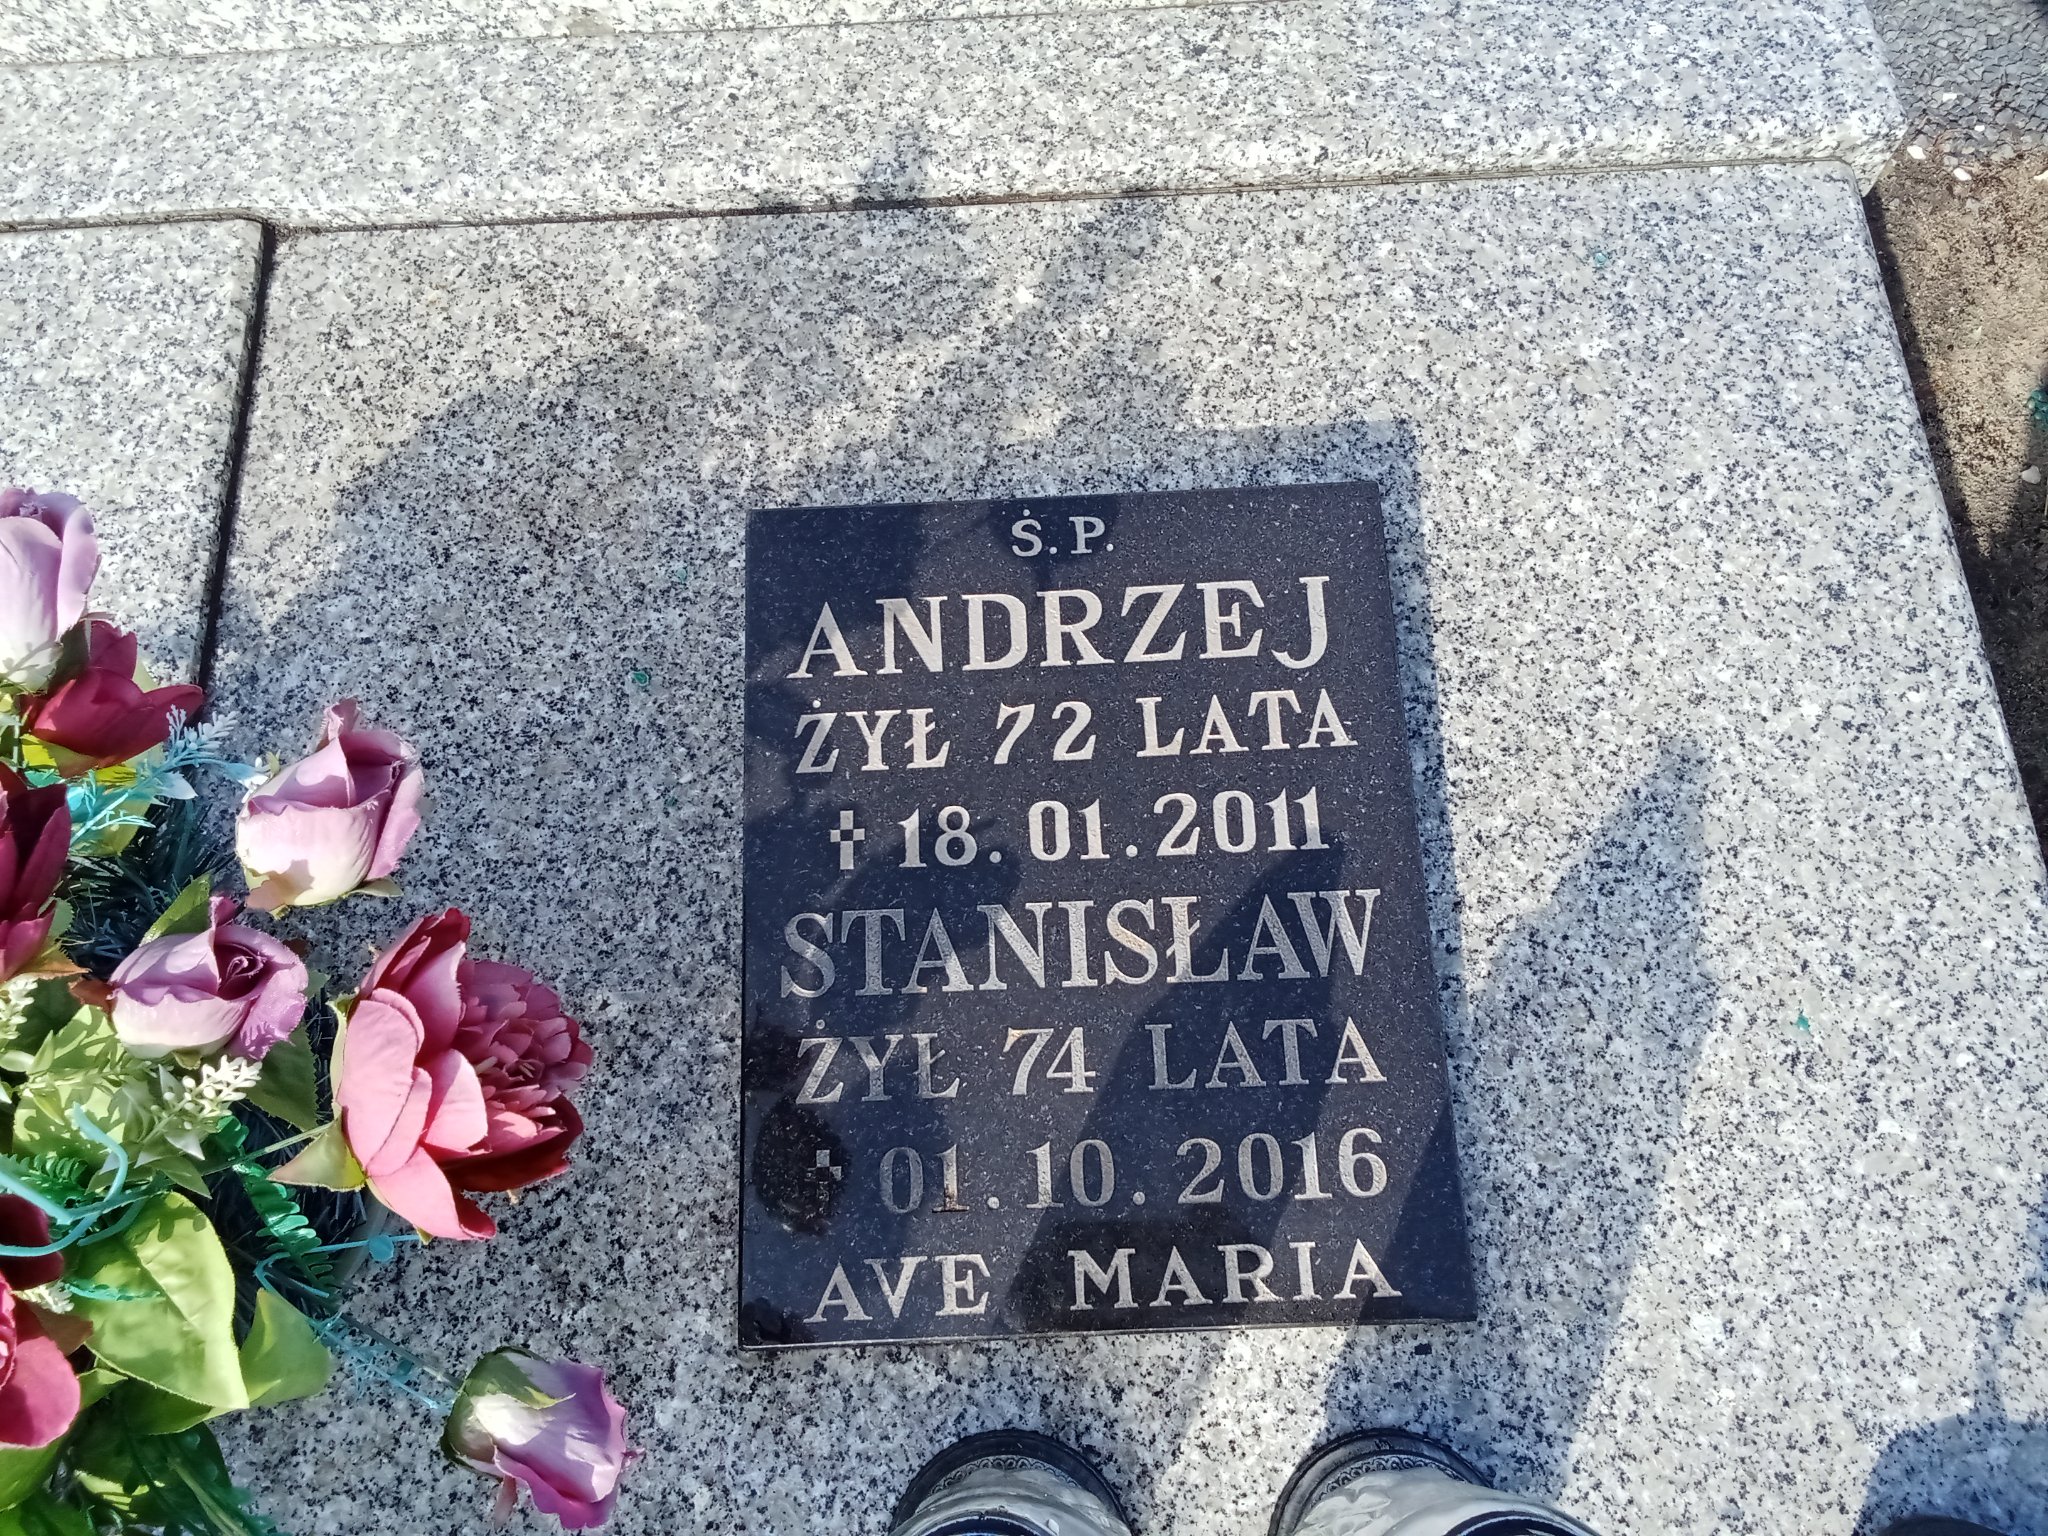 Ś.P.
ANDRZEJ
ŻYŁ 72 LATA
✝ 18.01.2011
STANISŁAW
ŻYŁ 74 LATA
✝ 01.10.2016
AVE MARIA